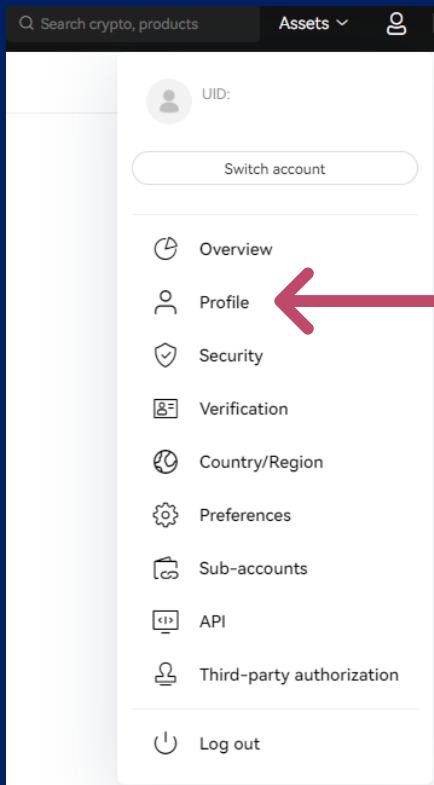 Search crypto, products
Assets
UID:
Switch account
Overview
Profile
Security
Verification
Country/Region
Preferences
Sub-accounts
API
Third-party authorization
Log out